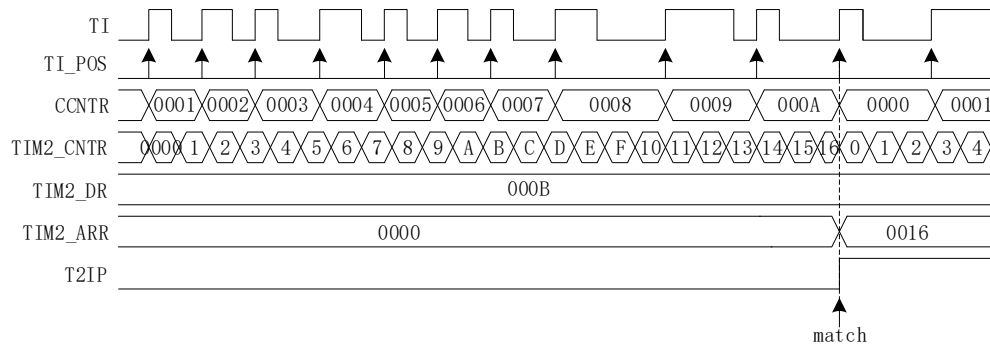 TI
TI_POS
CCNTR 0001 0002 0003 0004 0005 0006 0007 0008 0009 000A 0000 0001
TIM2_CNTR 0000 1 2 3 4 5 6 7 8 9 A B C D E F 10 11 12 13 14 15 16 0 1 2 3 4
TIM2_DR 000B
TIM2_ARR 0000 0016
T2IP
match